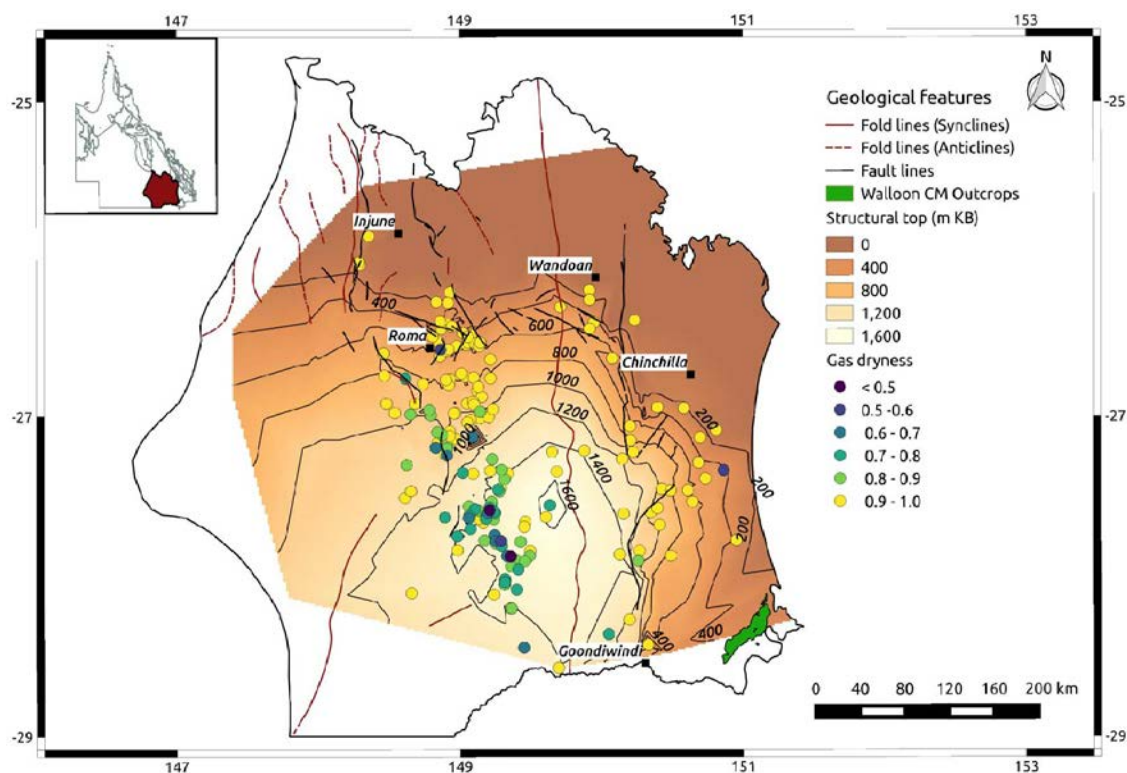 147
149
151
153
-25
-25
N
Geological features
Fold lines (Synclines)
Fold lines (Anticlines)
Fault lines
Walloon CM Outcrops
Structural top (m KB)
0
400
800
1,200
1,600
Gas dryness
< 0.5
0.5 -0.6
0.6 - 0.7
0.7 - 0.8
0.8 - 0.9
0.9 - 1.0
Injune
Wandoan
400
600
Roma
800
Chinchilla
1000
200
1200
-27
-27
1000
1400
1600
200
200
400
400
Goondiwindi
0 40 80 120 160 200 km
-29
-29
147
149
151
153